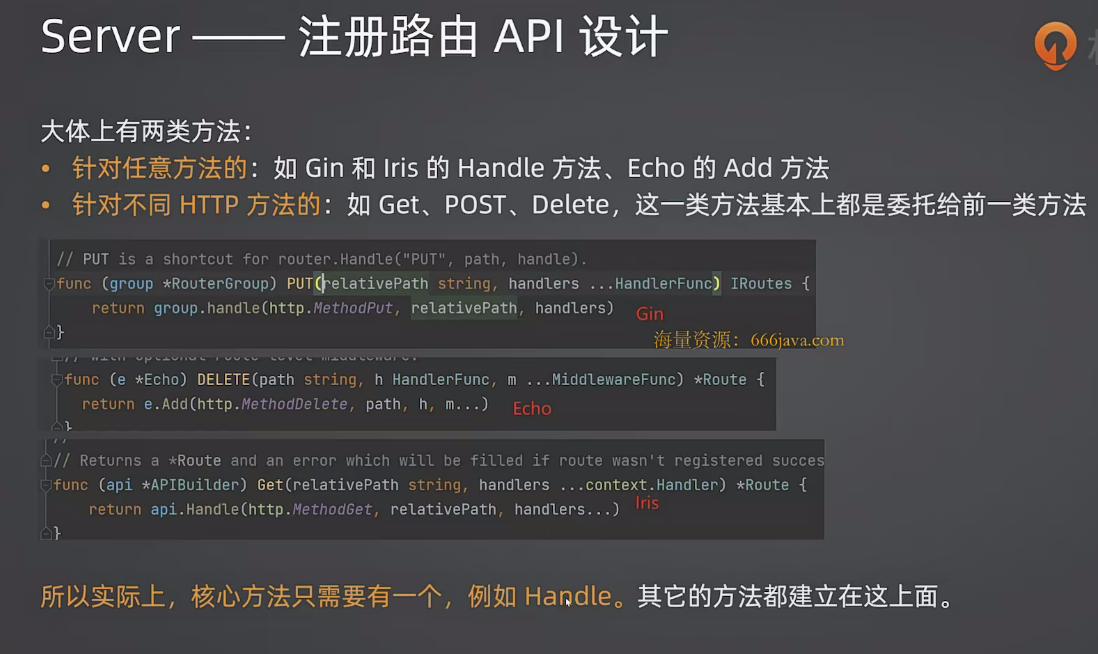 Server —— 注册路由 API 设计
大体上有两类方法：
• 针对任意方法的：如 Gin 和 Iris 的 Handle 方法、Echo 的 Add 方法
• 针对不同 HTTP 方法的：如 Get、POST、Delete，这一类方法基本上都是委托给前一类方法
// PUT is a shortcut for router.Handle("PUT", path, handle).
func (group *RouterGroup) PUT(relativePath string, handlers ...HandlerFunc) IRoutes {
return group.handle(http.MethodPut, relativePath, handlers)
Gin
}
海量资源：666java.com
// with optional route-level middleware.
func (e *Echo) DELETE(path string, h HandlerFunc, m ...MiddlewareFunc) *Route {
return e.Add(http.MethodDelete, path, h, m...)
Echo
}
//
// Returns a *Route and an error which will be filled if route wasn't registered succes
func (api *APIBuilder) Get(relativePath string, handlers ...context.Handler) *Route {
return api.Handle(http.MethodGet, relativePath, handlers...)
Iris
}
所以实际上，核心方法只需要有一个，例如 Handle。其它的方法都建立在这上面。